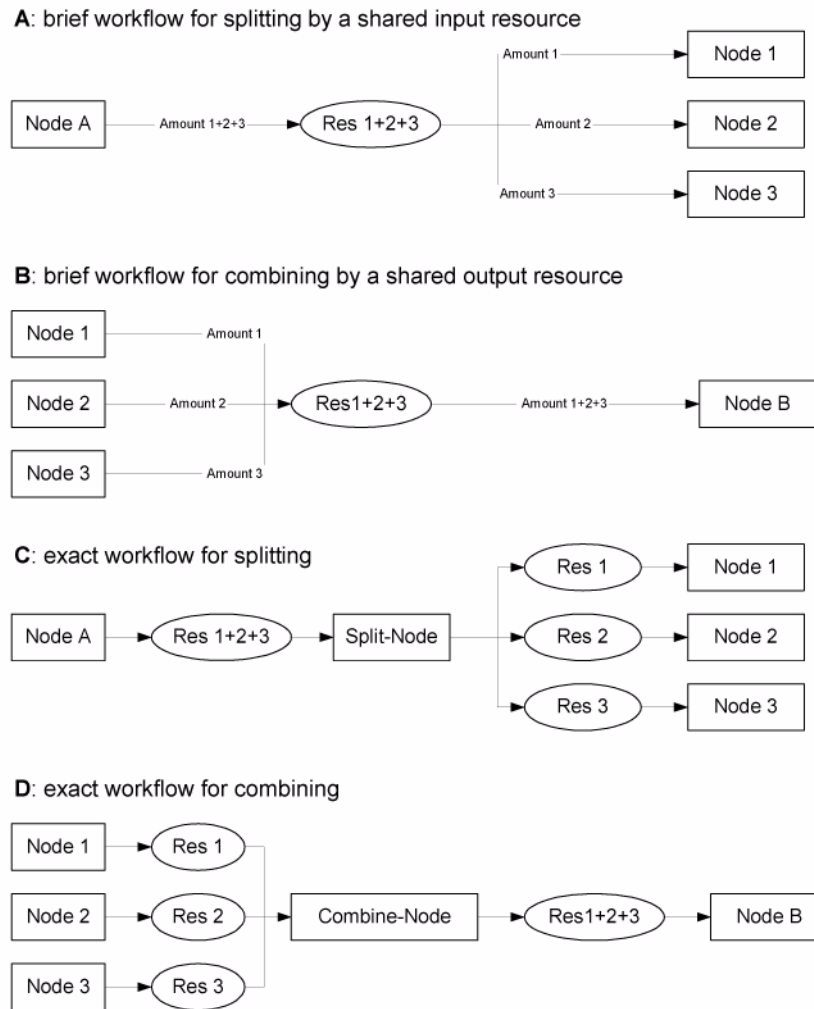 A: brief workflow for splitting by a shared input resource
Amount 1
Node 1
Node A
Amount 1+2+3
Res 1+2+3
Amount 2
Node 2
Amount 3
Node 3
B: brief workflow for combining by a shared output resource
Node 1
Amount 1
Node 2
Amount 2
Res1+2+3
Amount 1+2+3
Node B
Node 3
Amount 3
C: exact workflow for splitting
Res 1
Node 1
Node A
Res 1+2+3
Split-Node
Res 2
Node 2
Res 3
Node 3
D: exact workflow for combining
Node 1
Res 1
Node 2
Res 2
Combine-Node
Res1+2+3
Node B
Node 3
Res 3